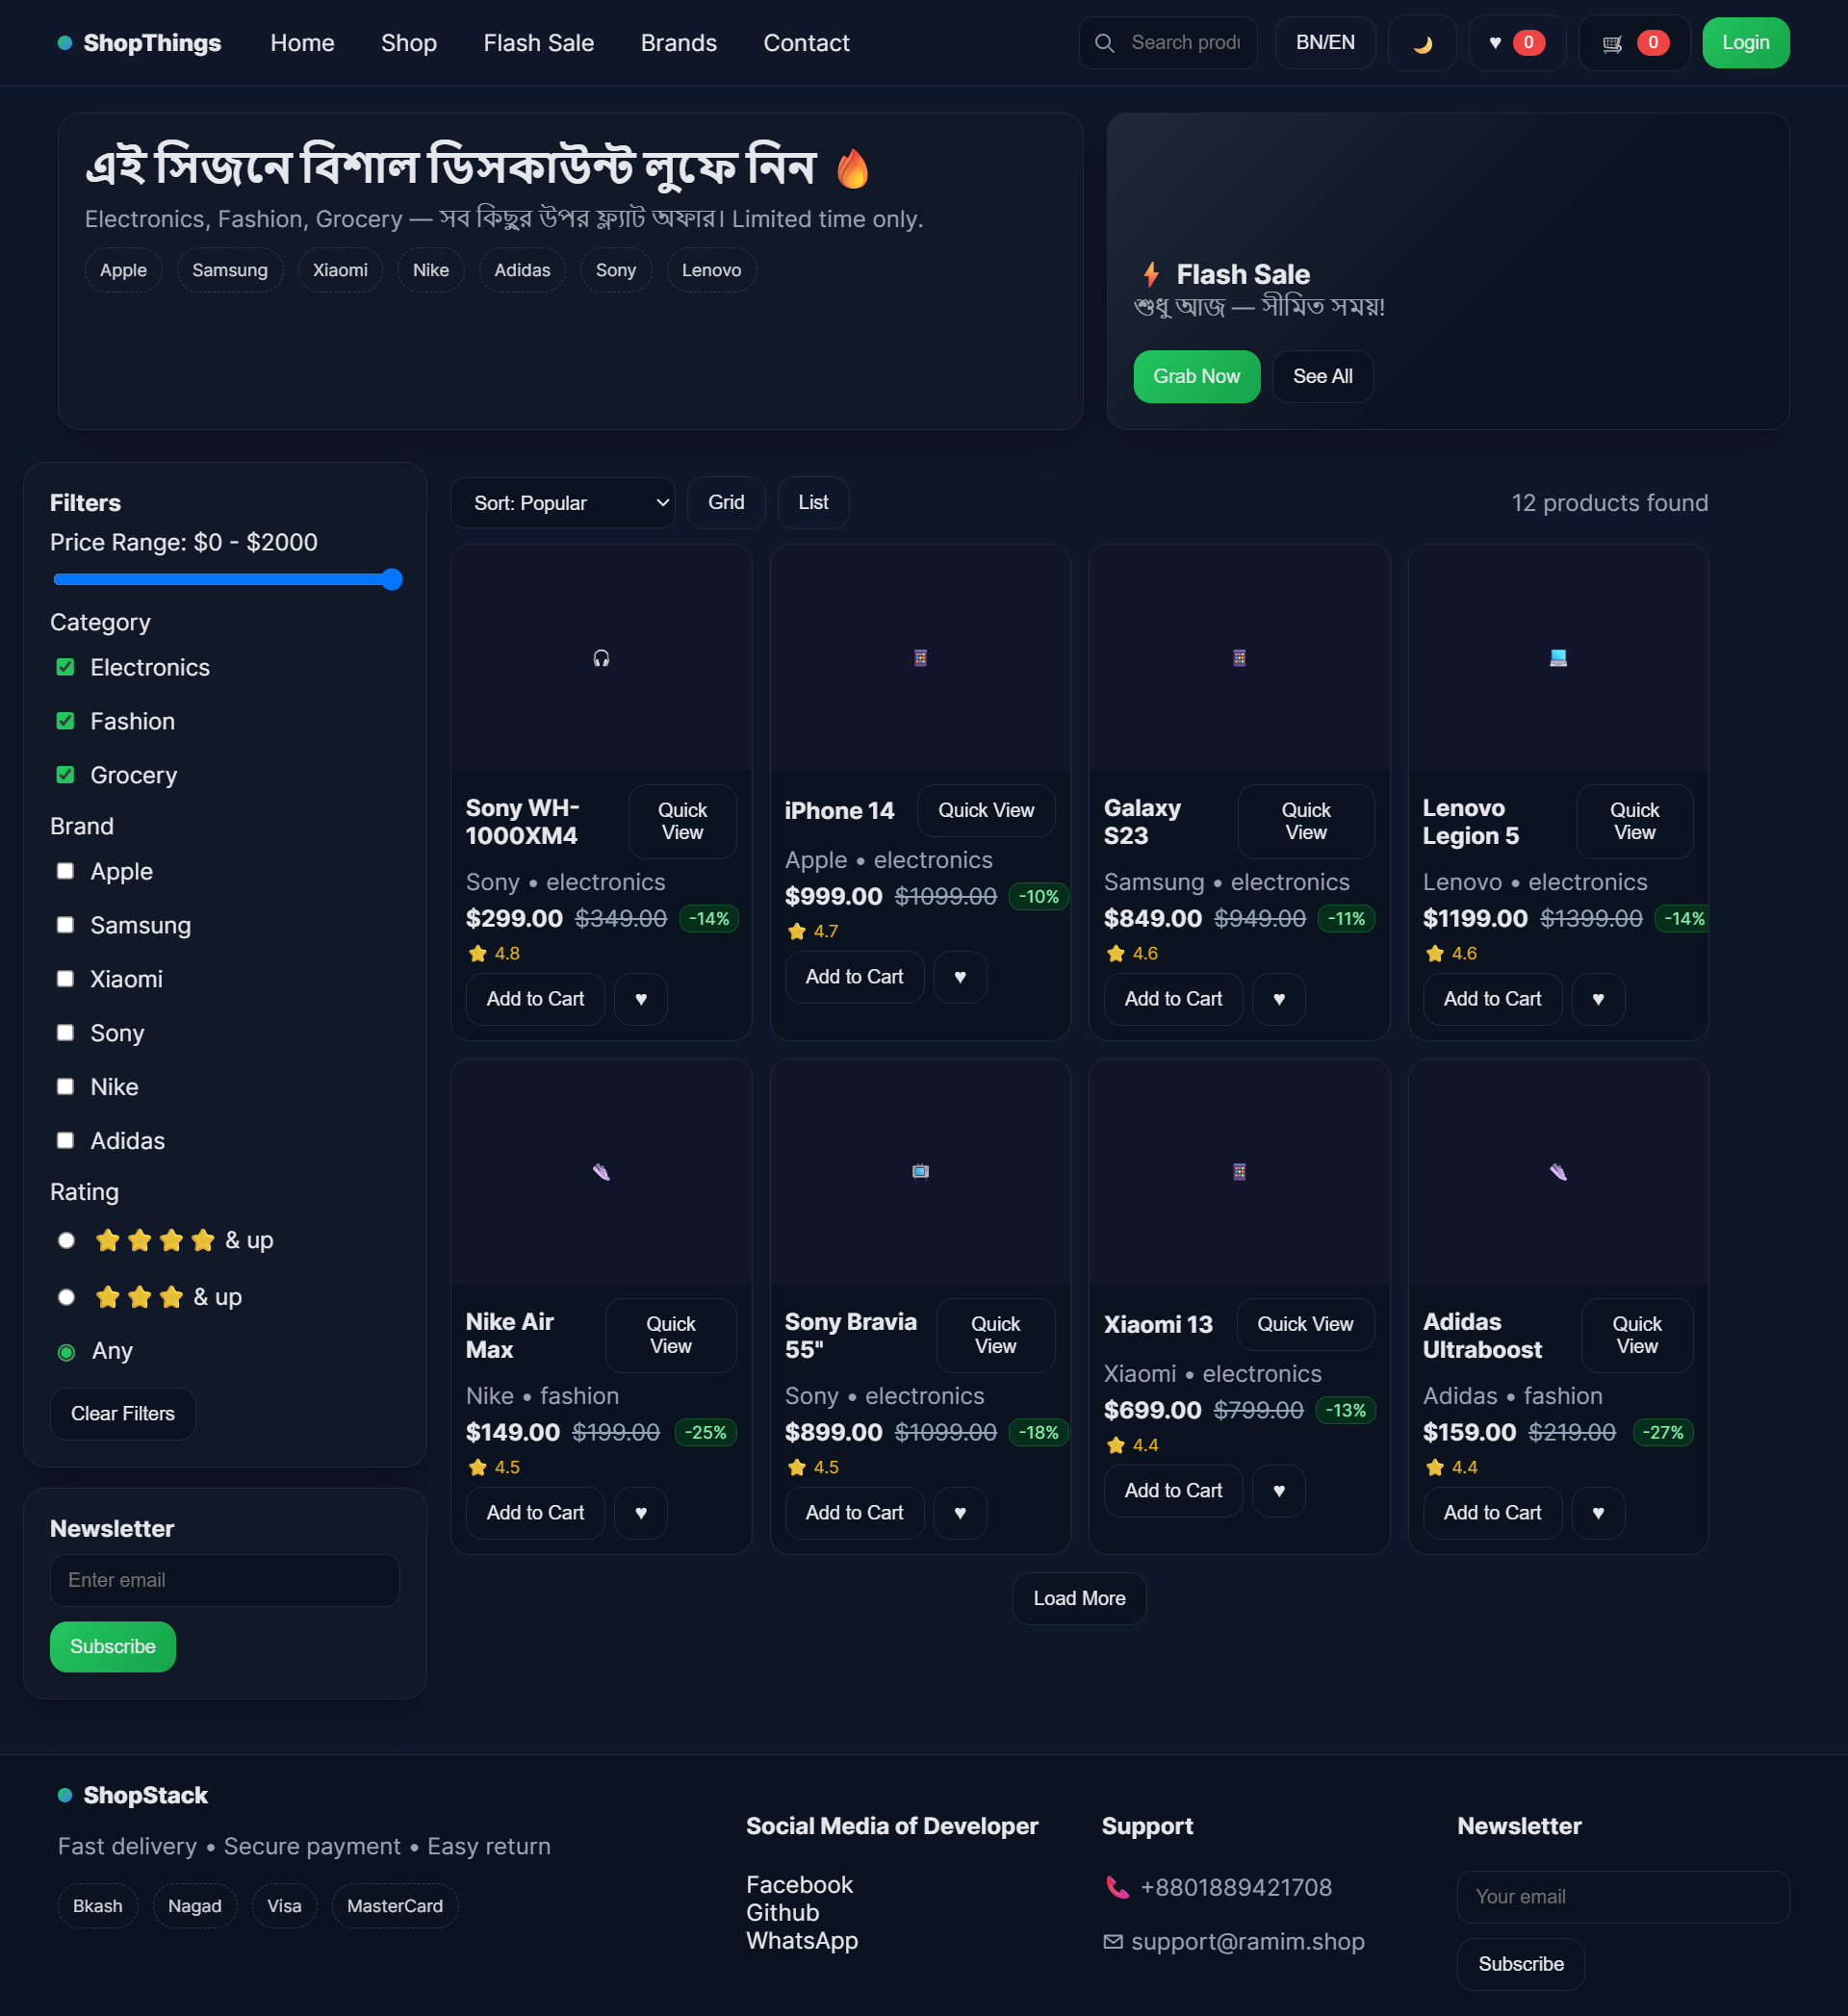 ShopThings Home Shop Flash Sale Brands Contact Search produ BN/EN 0 0 Login
এই সিজনে বিশাল ডিসকাউন্ট লুফে নিন
Electronics, Fashion, Grocery — সব কিছুর উপর ফ্ল্যাট অফার। Limited time only.
Apple Samsung Xiaomi Nike Adidas Sony Lenovo
Flash Sale
শুধু আজ — সীমিত সময়!
Grab Now See All
Filters
Price Range: $0 - $2000
Category
Electronics
Fashion
Grocery
Brand
Apple
Samsung
Xiaomi
Sony
Nike
Adidas
Rating
& up
& up
Any
Clear Filters
Newsletter
Enter email
Subscribe
Sort: Popular Grid List 12 products found
Sony WH-
1000XM4
Quick
View
Sony • electronics
$299.00 $349.00 -14%
4.8
Add to Cart
iPhone 14 Quick View
Apple • electronics
$999.00 $1099.00 -10%
4.7
Add to Cart
Galaxy
S23
Quick
View
Samsung • electronics
$849.00 $949.00 -11%
4.6
Add to Cart
Lenovo
Legion 5
Quick
View
Lenovo • electronics
$1199.00 $1399.00 -14%
4.6
Add to Cart
Nike Air
Max
Quick
View
Nike • fashion
$149.00 $199.00 -25%
4.5
Add to Cart
Sony Bravia
55"
Quick
View
Sony • electronics
$899.00 $1099.00 -18%
4.5
Add to Cart
Xiaomi 13 Quick View
Xiaomi • electronics
$699.00 $799.00 -13%
4.4
Add to Cart
Adidas
Ultraboost
Quick
View
Adidas • fashion
$159.00 $219.00 -27%
4.4
Add to Cart
Load More
ShopStack
Fast delivery • Secure payment • Easy return
Bkash Nagad Visa MasterCard
Social Media of Developer
Facebook
Github
WhatsApp
Support
+8801889421708
support@ramim.shop
Newsletter
Your email
Subscribe